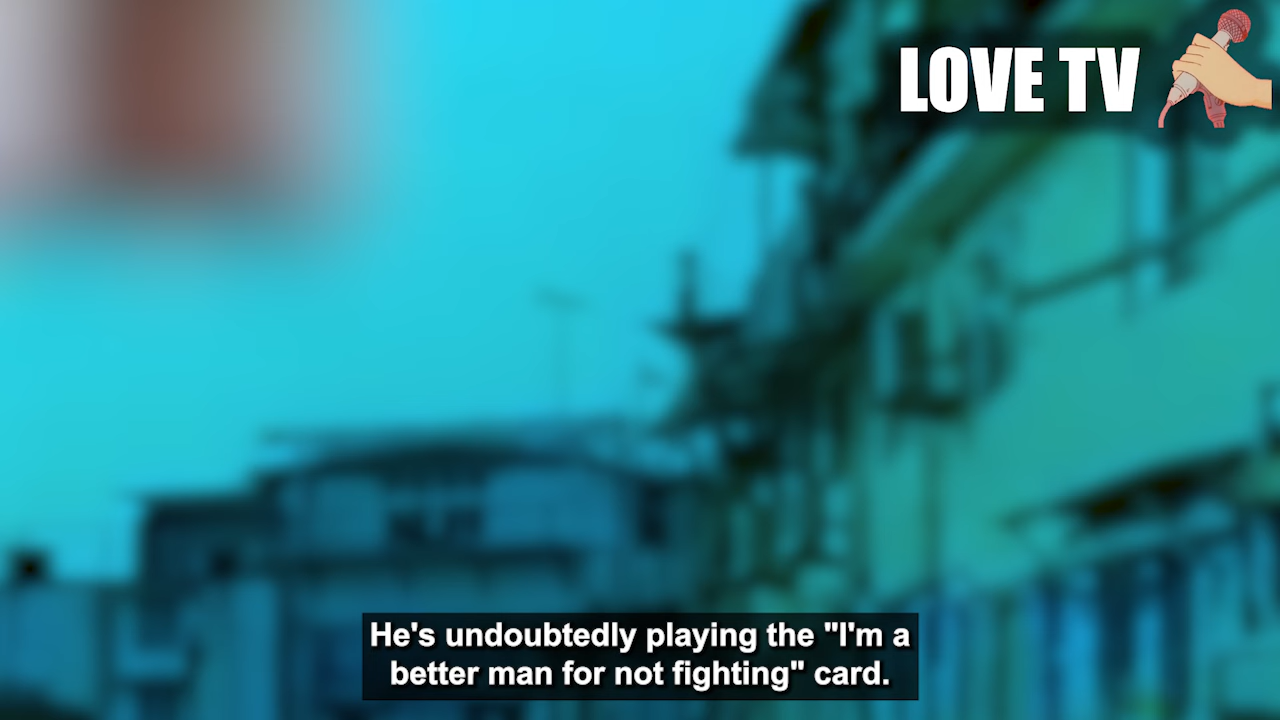 LOVE TV
He's undoubtedly playing the "I'm a
better man for not fighting" card.